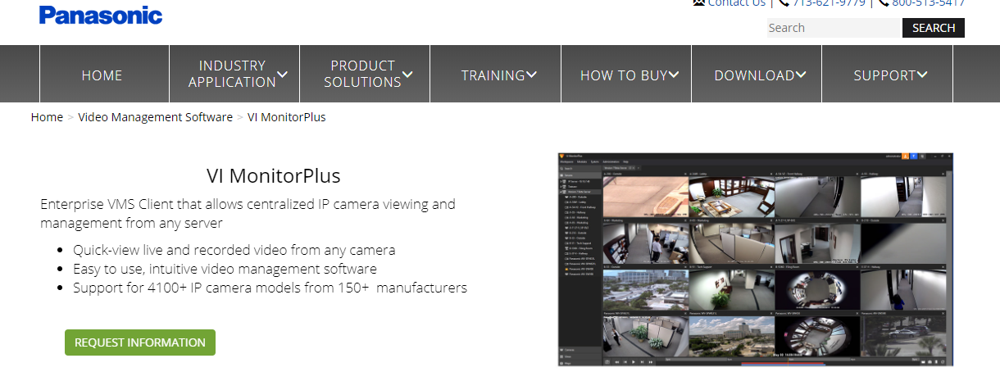 Panasonic
Contact Us | 713-621-9779 | 800-513-5417
Search SEARCH
HOME
INDUSTRY
APPLICATION
PRODUCT
SOLUTIONS
TRAINING
HOW TO BUY
DOWNLOAD
SUPPORT
Home > Video Management Software > VI MonitorPlus
VI MonitorPlus
Enterprise VMS Client that allows centralized IP camera viewing and
management from any server
Quick-view live and recorded video from any camera
Easy to use, intuitive video management software
Support for 4100+ IP camera models from 150+ manufacturers
REQUEST INFORMATION
VI MonitorPlus